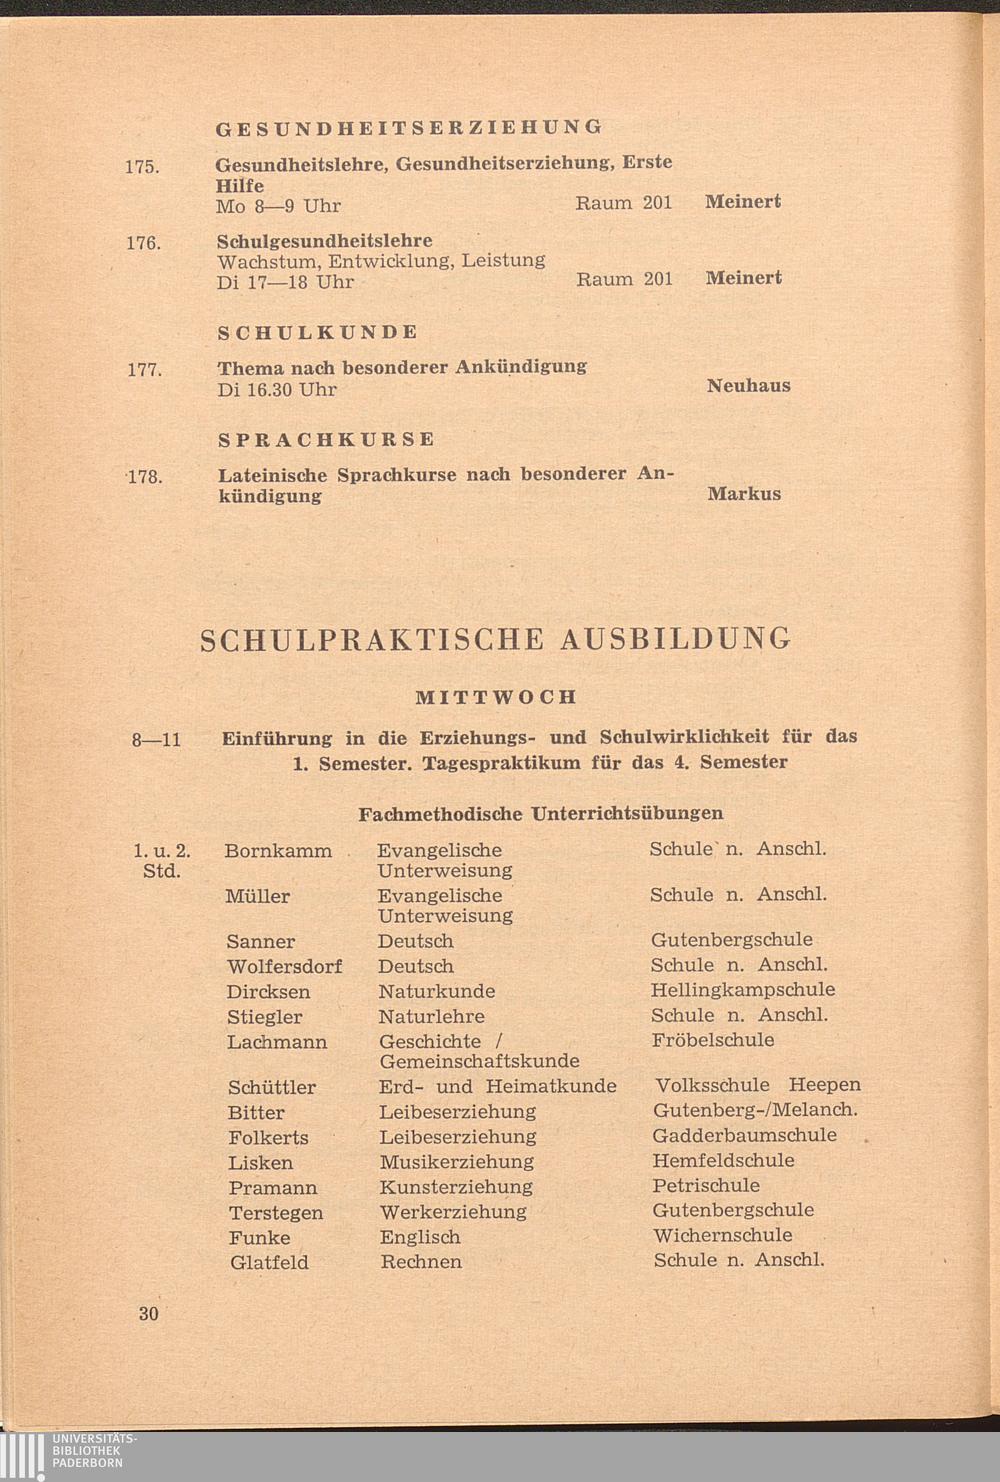 GESUNDHEITSERZIEHUNG
175. Gesundheitslehre, Gesundheitserziehung, Erste
Hilfe
Mo 8—9 Uhr Raum 201 Meinert
176. Schulgesundheitslehre
Wachstum, Entwicklung, Leistung
Di 17—18 Uhr Raum 201 Meinert
SCHULKUNDE
177. Thema nach besonderer Ankündigung
Di 16.30 Uhr Neuhaus
SPRACHKURSE
178. Lateinische Sprachkurse nach besonderer An-
kündigung Markus
SCHULPRAKTISCHE AUSBILDUNG
MITTWOCH
8—11 Einführung in die Erziehungs- und Schulwirklichkeit für das
1. Semester. Tagespraktikum für das 4. Semester
Fachmethodische Unterrichtsübungen
1. u. 2. Bornkamm Evangelische Schule n. Anschl.
Std. Unterweisung
Müller Evangelische Schule n. Anschl.
Unterweisung
Sanner Deutsch Gutenbergschule
Wolfersdorf Deutsch Schule n. Anschl.
Dircksen Naturkunde Hellingkampschule
Stiegler Naturlehre Schule n. Anschl.
Lachmann Geschichte / Fröbelschule
Gemeinschaftskunde
Schüttler Erd- und Heimatkunde Volksschule Heepen
Bitter Leibeserziehung Gutenberg-/Melanch.
Folkerts Leibeserziehung Gadderbaumschule
Lisken Musikerziehung Hemfeldschule
Pramann Kunsterziehung Petrischule
Terstegen Werkerziehung Gutenbergschule
Funke Englisch Wichernschule
Glatfeld Rechnen Schule n. Anschl.
30
UNIVERSITÄTS-
BIBLIOTHEK
PADERBORN